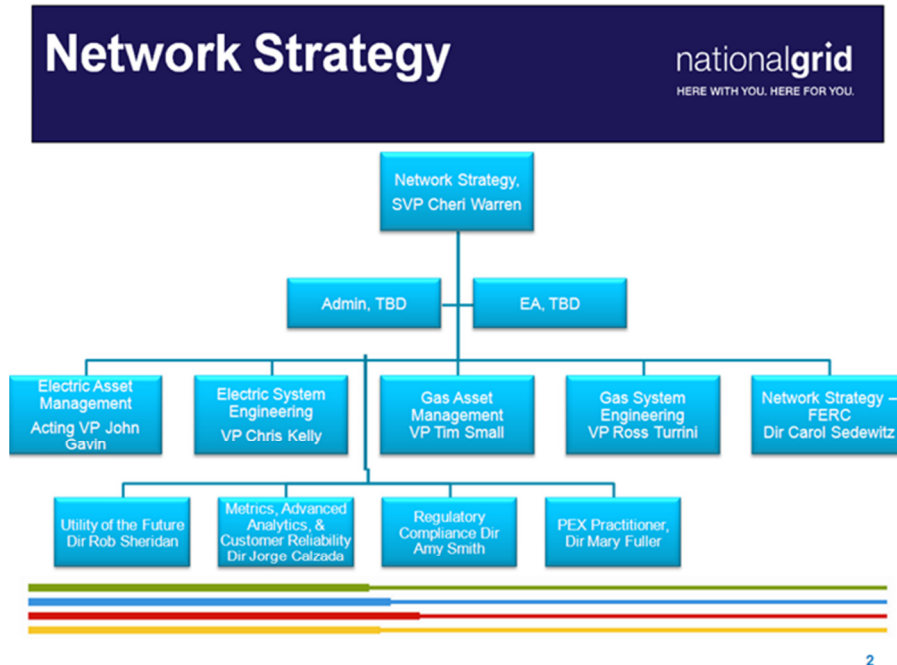 Network Strategy
nationalgrid
HERE WITH YOU. HERE FOR YOU.
Network Strategy,
SVP Cheri Warren
Admin, TBD
EA, TBD
Electric Asset
Management
Acting VP John
Gavin
Electric System
Engineering
VP Chris Kelly
Gas Asset
Management
VP Tim Small
Gas System
Engineering
VP Ross Turrini
Network Strategy –
FERC
Dir Carol Sedewitz
Utility of the Future
Dir Rob Sheridan
Metrics, Advanced
Analytics, &
Customer Reliability
Dir Jorge Calzada
Regulatory
Compliance Dir
Amy Smith
PEX Practitioner,
Dir Mary Fuller
2